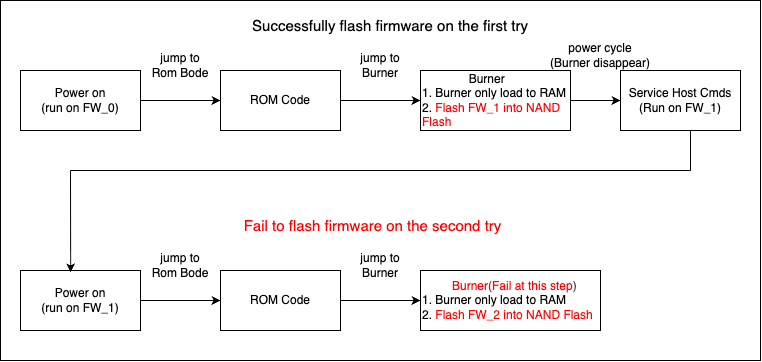 Successfully flash firmware on the first try
jump to
Rom Bode
jump to
Burner
power cycle
(Burner disappear)
Power on
(run on FW_0)
ROM Code
Burner
1. Burner only load to RAM
2. Flash FW_1 into NAND
Flash
Service Host Cmds
(Run on FW_1)
Fail to flash firmware on the second try
jump to
Rom Bode
jump to
Burner
Power on
(run on FW_1)
ROM Code
Burner(Fail at this step)
1. Burner only load to RAM
2. Flash FW_2 into NAND Flash